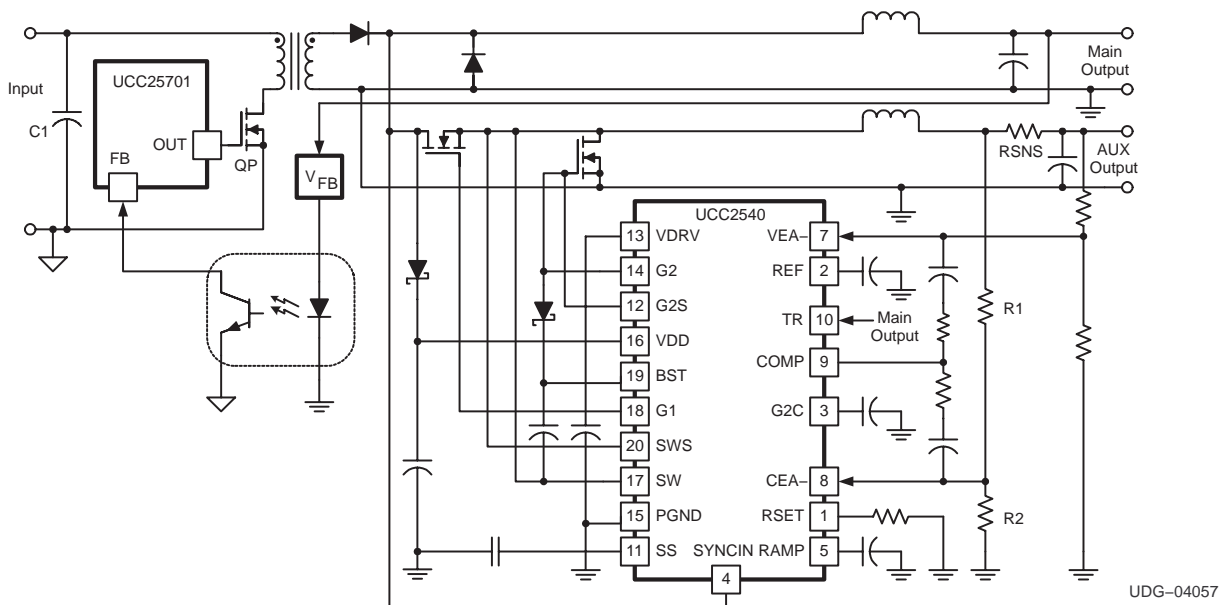 Input
C1
UCC25701
OUT
FB
QP
VFB
Main
Output
RSNS
AUX
Output
UCC2540
13 VDRV
VEA− 7
14 G2
REF 2
12 G2S
TR 10
Main
Output
16 VDD
COMP 9
19 BST
18 G1
G2C 3
20 SWS
17 SW
CEA− 8
15 PGND
RSET 1
11 SS
SYNCIN RAMP 5
4
R1
R2
UDG−04057